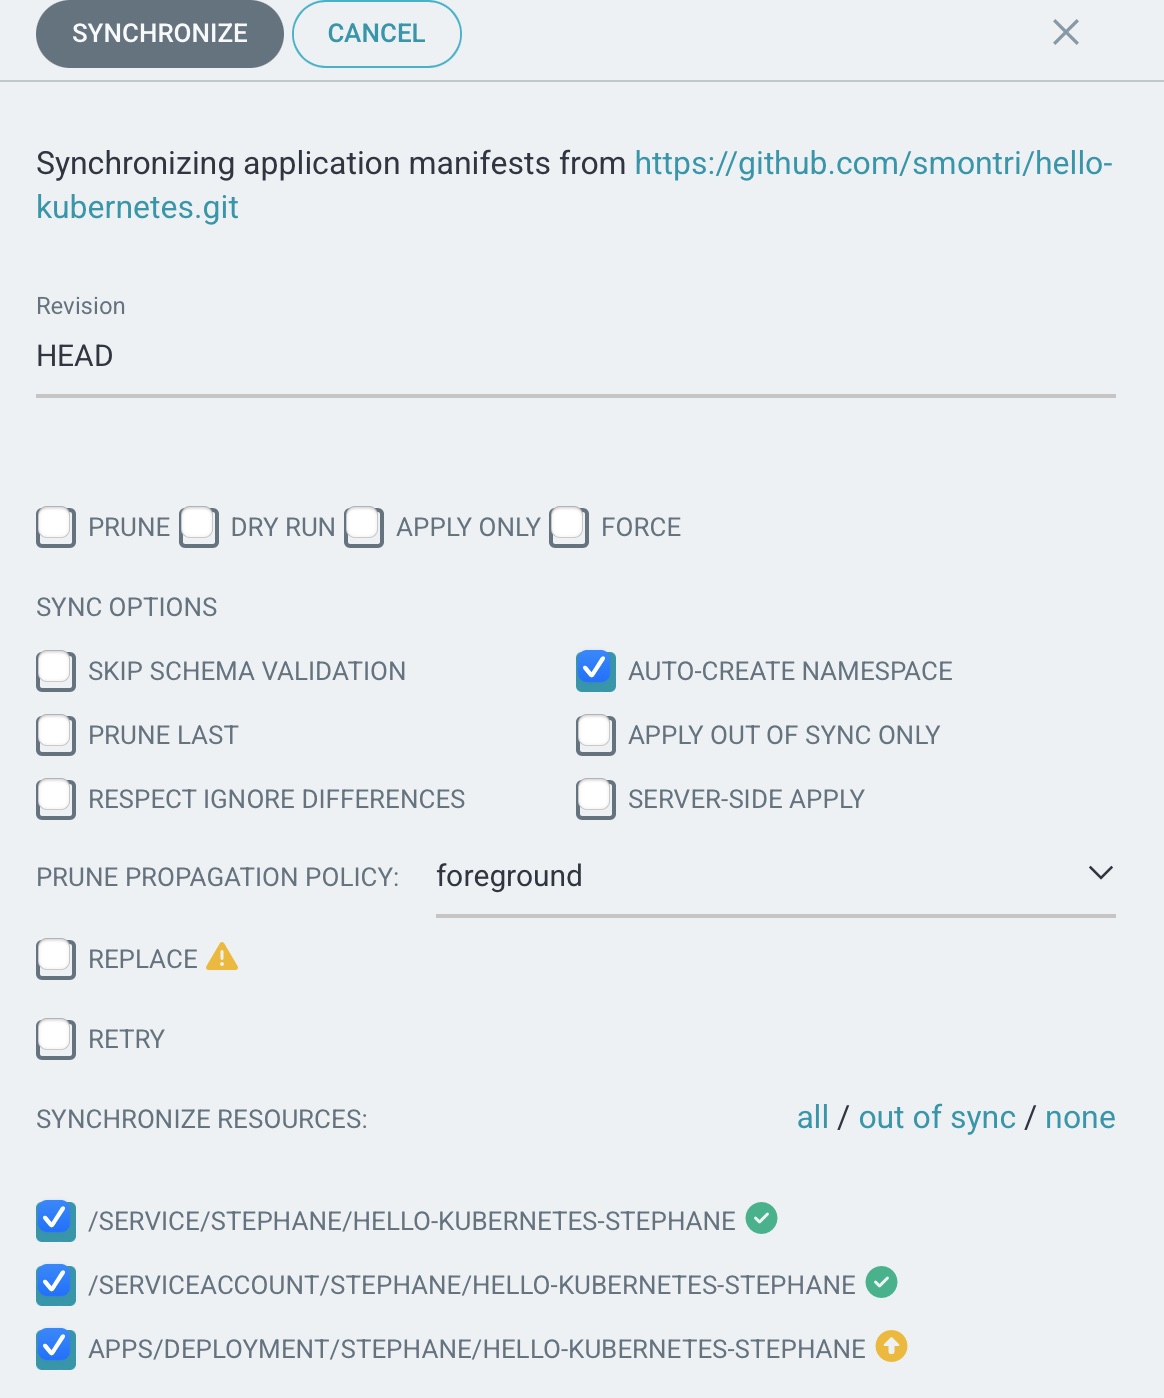 SYNCHRONIZE CANCEL
Synchronizing application manifests from https://github.com/smontri/hello-
kubernetes.git
Revision
HEAD
PRUNE DRY RUN APPLY ONLY FORCE
SYNC OPTIONS
SKIP SCHEMA VALIDATION AUTO-CREATE NAMESPACE
PRUNE LAST APPLY OUT OF SYNC ONLY
RESPECT IGNORE DIFFERENCES SERVER-SIDE APPLY
PRUNE PROPAGATION POLICY: foreground
REPLACE
RETRY
SYNCHRONIZE RESOURCES: all / out of sync / none
/SERVICE/STEPHANE/HELLO-KUBERNETES-STEPHANE
/SERVICEACCOUNT/STEPHANE/HELLO-KUBERNETES-STEPHANE
APPS/DEPLOYMENT/STEPHANE/HELLO-KUBERNETES-STEPHANE